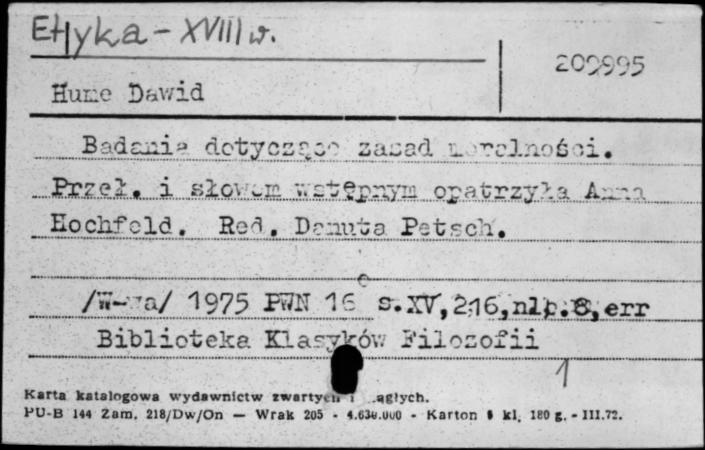 Etyka - XVIII w.
209995
Hume Dawid
Badania dotyczące zasad moralności.
Przeł. i słowem wstępnym opatrzyła Anna
Hochfeld. Red. Danuta Petsch.
/W-wa/ 1975 PWN 16° s.XV,216,nlb.8,err
Biblioteka Klasyków Filozofii
1
Karta katalogowa wydawnictw zwartych i ciągłych.
PU-B 144 Zam. 218/Dw/On — Wrak 205 - 4.630.000 - Karton kl. 180 g. - III.72.